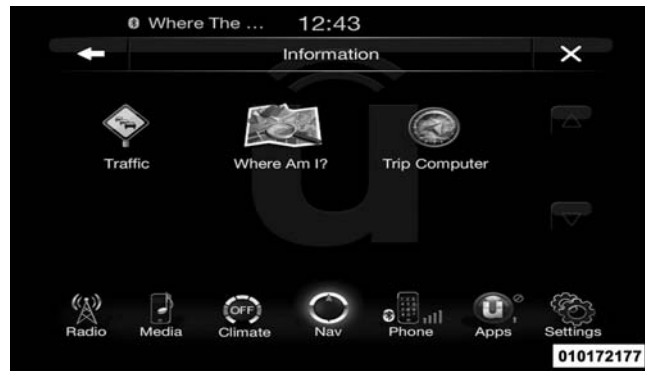 Where The ... 12:43
Information
Traffic Where Am I? Trip Computer
OFF
Radio Media Climate Nav Phone Apps Settings
010172177